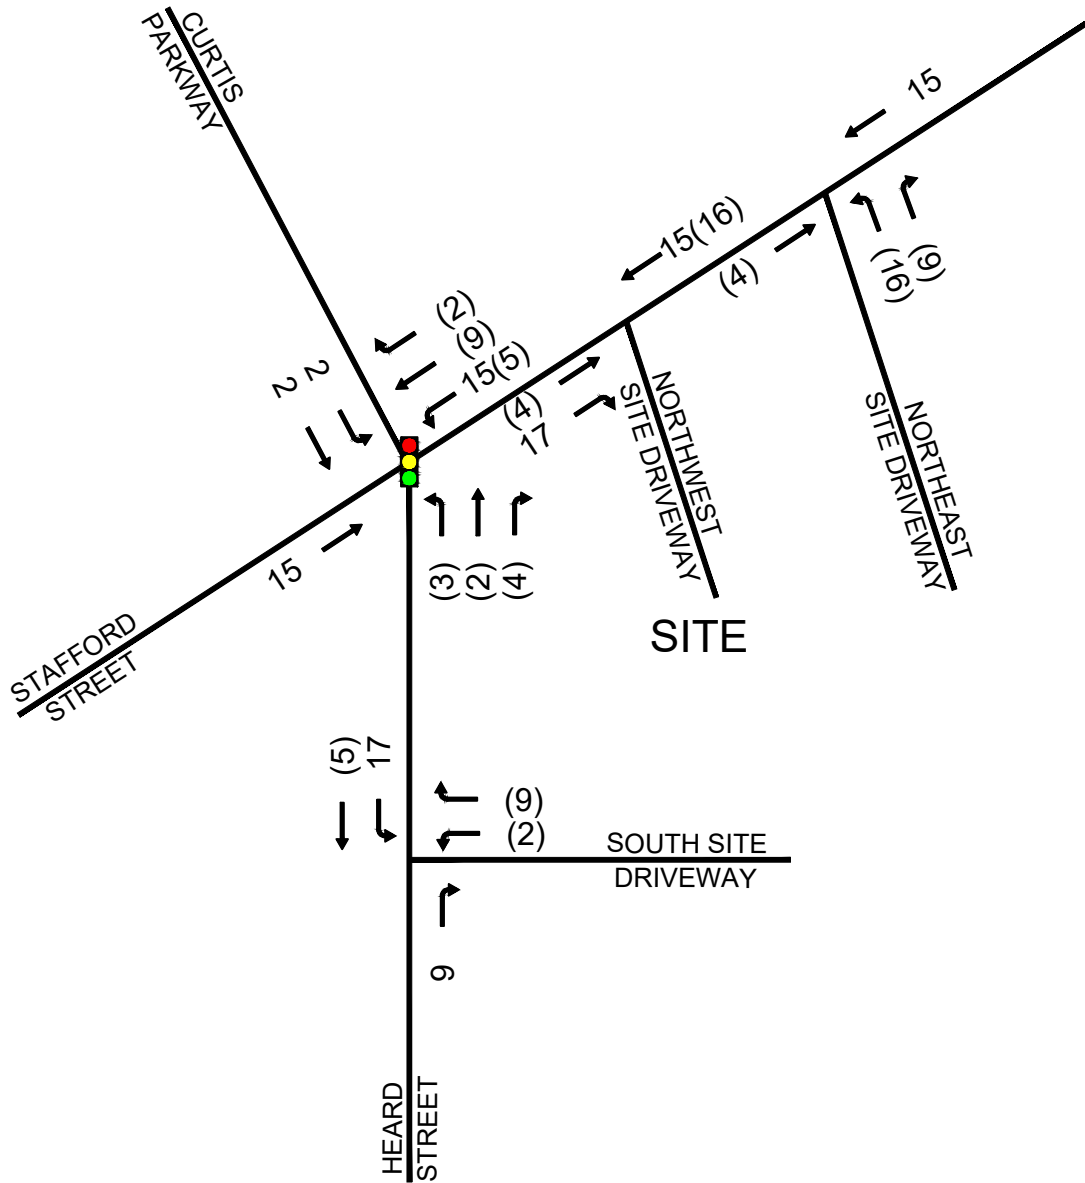 CURTIS
PARKWAY
15
15(16)
(4)
(16)
(9)
(2)
(9)
15(5)
2
2
(4)
17
NORTHWEST
SITE DRIVEWAY
NORTHEAST
SITE DRIVEWAY
15
(3)
(2)
(4)
SITE
STAFFORD
STREET
(5)
17
(9)
(2)
SOUTH SITE
DRIVEWAY
9
HEARD
STREET